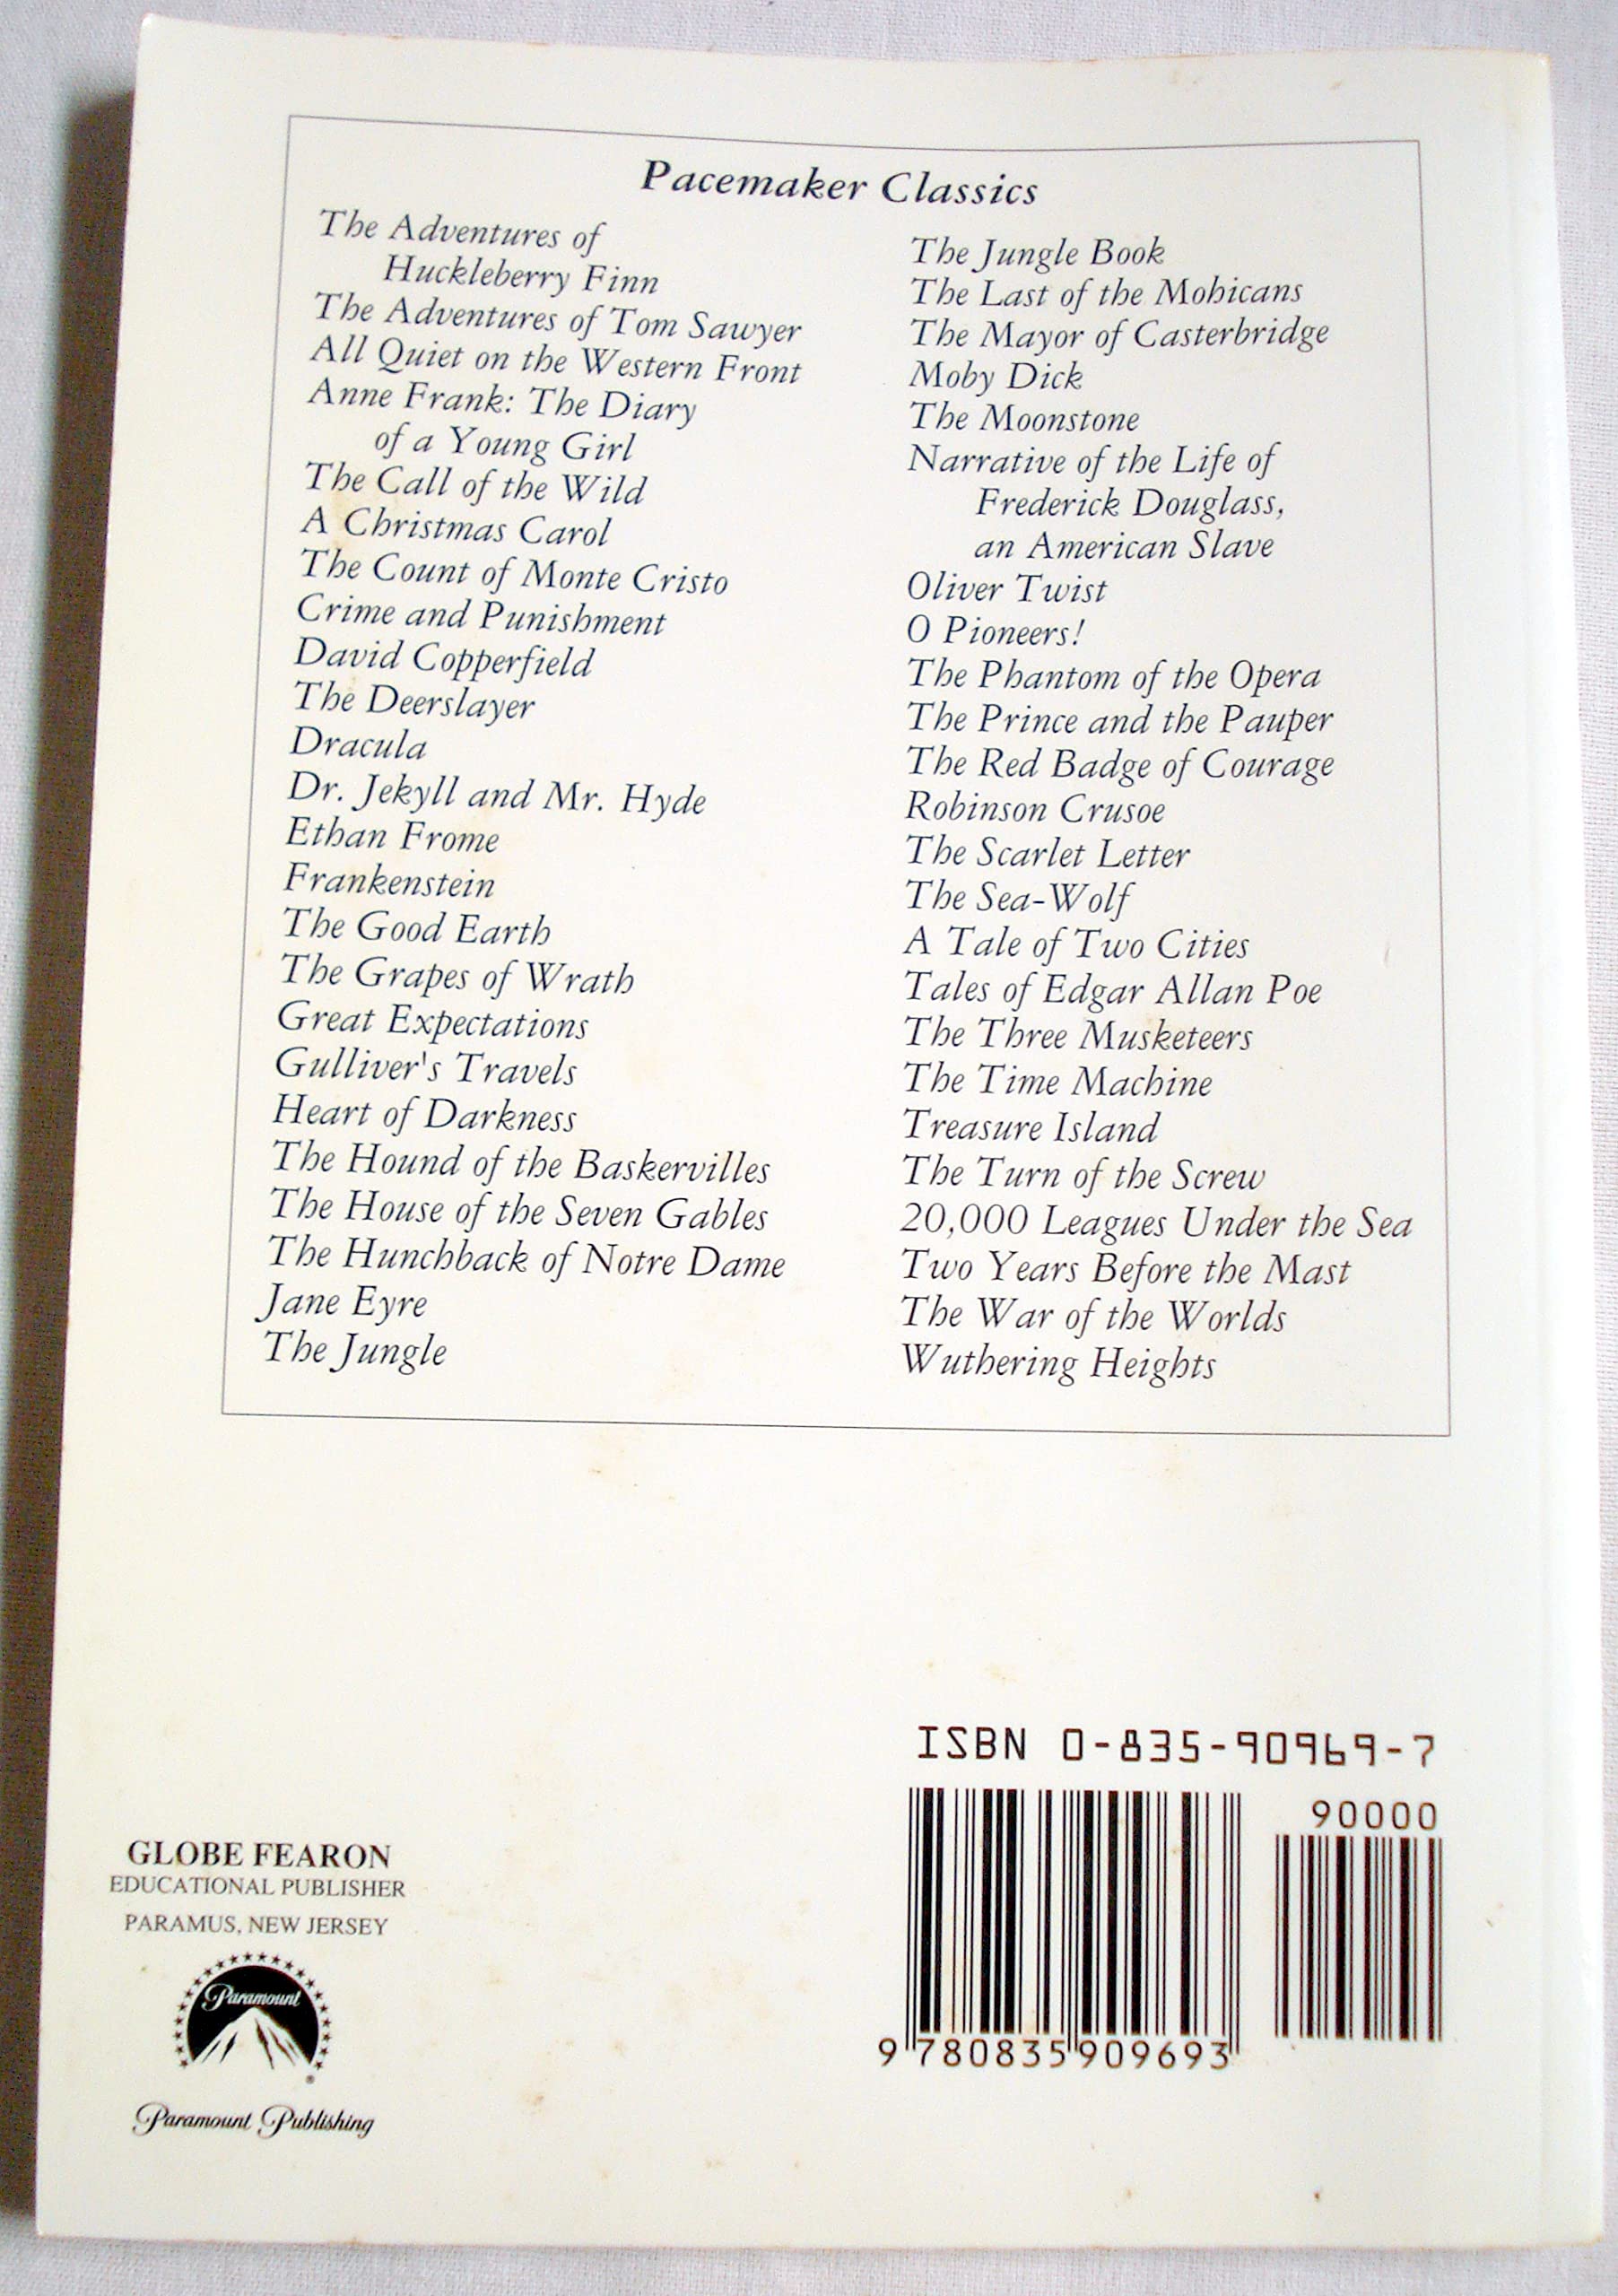 Pacemaker Classics
The Adventures of
Huckleberry Finn
The Adventures of Tom Sawyer
All Quiet on the Western Front
Anne Frank: The Diary
of a Young Girl
The Call of the Wild
A Christmas Carol
The Count of Monte Cristo
Crime and Punishment
David Copperfield
The Deerslayer
Dracula
Dr. Jekyll and Mr. Hyde
Ethan Frome
Frankenstein
The Good Earth
The Grapes of Wrath
Great Expectations
Gulliver's Travels
Heart of Darkness
The Hound of the Baskervilles
The House of the Seven Gables
The Hunchback of Notre Dame
Jane Eyre
The Jungle
The Jungle Book
The Last of the Mohicans
The Mayor of Casterbridge
Moby Dick
The Moonstone
Narrative of the Life of
Frederick Douglass,
an American Slave
Oliver Twist
O Pioneers!
The Phantom of the Opera
The Prince and the Pauper
The Red Badge of Courage
Robinson Crusoe
The Scarlet Letter
The Sea-Wolf
A Tale of Two Cities
Tales of Edgar Allan Poe
The Three Musketeers
The Time Machine
Treasure Island
The Turn of the Screw
20,000 Leagues Under the Sea
Two Years Before the Mast
The War of the Worlds
Wuthering Heights
GLOBE FEARON
EDUCATIONAL PUBLISHER
PARAMUS, NEW JERSEY
Paramount
®
Paramount Publishing
ISBN 0-835-90969-7
90000
9 780835 909693